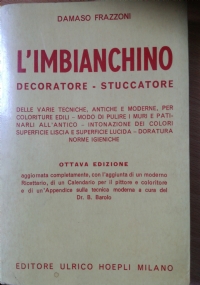 DAMASO FRAZZONI
L'IMBIANCHINO
DECORATORE - STUCCATORE
DELLE VARIE TECNICHE, ANTICHE E MODERNE, PER
COLORITURE EDILI - MODO DI PULIRE I MURI E PATI-
NARLI ALL'ANTICO - INTONAZIONE DEI COLORI
SUPERFICIE LISCIA E SUPERFICIE LUCIDA - DORATURA
NORME IGIENICHE
OTTAVA EDIZIONE
aggiornata completamente, con l'aggiunta di un moderno
Ricettario, di un Calendario per il pittore e coloritore
e di un'Appendice sulla tecnica moderna a cura del
Dr. B. Barolo
EDITORE ULRICO HOEPLI MILANO